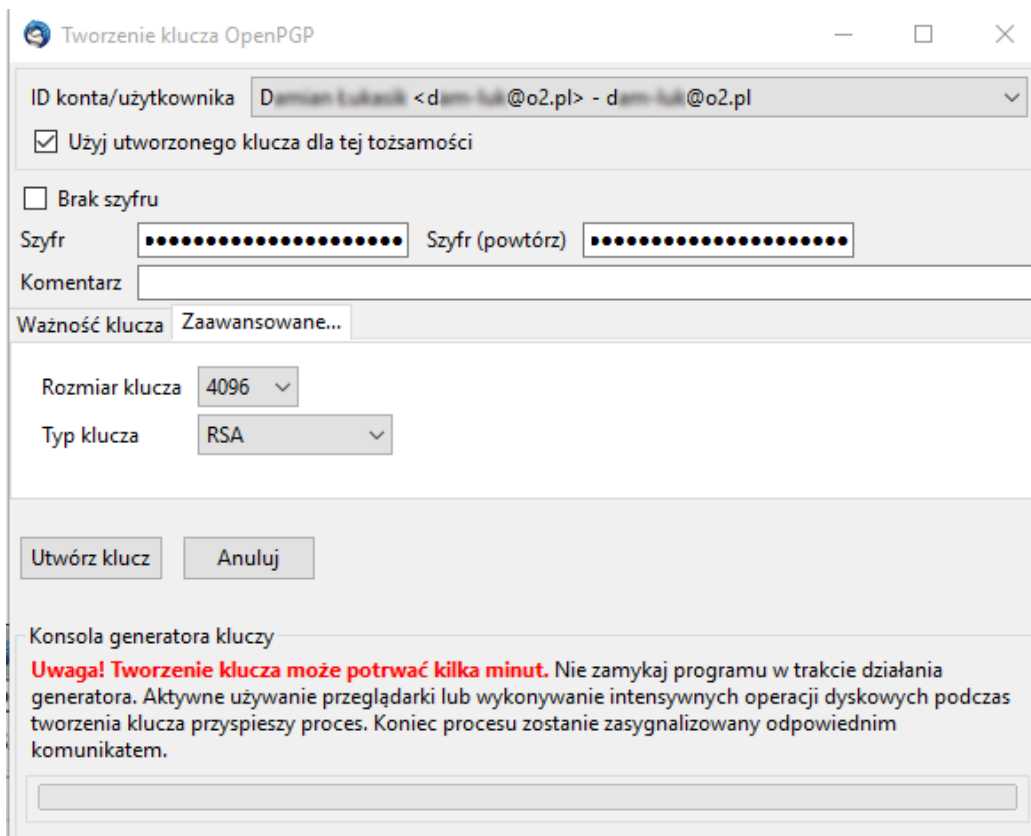 Tworzenie klucza OpenPGP
ID konta/użytkownika D <d @o2.pl> - d @o2.pl
Użyj utworzonego klucza dla tej tożsamości
Brak szyfru
Szyfr Szyfr (powtórz)
Komentarz
Ważność klucza Zaawansowane...
Rozmiar klucza 4096
Typ klucza RSA
Utwórz klucz Anuluj
Konsola generatora kluczy
Uwaga! Tworzenie klucza może potrwać kilka minut. Nie zamykaj programu w trakcie działania
generatora. Aktywne używanie przeglądarki lub wykonywanie intensywnych operacji dyskowych podczas
tworzenia klucza przyspieszy proces. Koniec procesu zostanie zasygnalizowany odpowiednim
komunikatem.